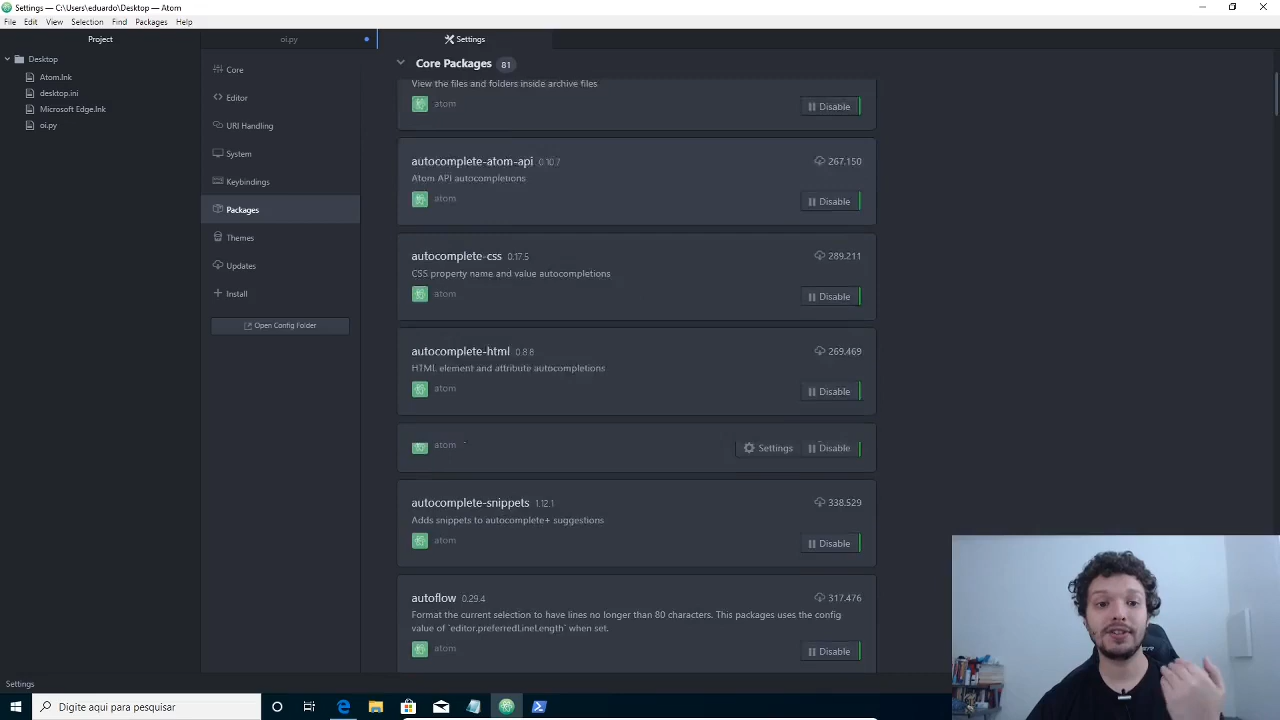 Settings — C:\Users\eduardo\Desktop — Atom
File Edit View Selection Find Packages Help
Project
oi.py
Settings
Desktop
Atom.lnk
desktop.ini
Microsoft Edge.lnk
oi.py
Core
Editor
URI Handling
System
Keybindings
Packages
Themes
Updates
Install
Open Config Folder
Core Packages 81
View the files and folders inside archive files
atom
Disable
autocomplete-atom-api 0.10.7 267.150
Atom API autocompletions
atom
Disable
autocomplete-css 0.17.5 289.211
CSS property name and value autocompletions
atom
Disable
autocomplete-html 0.8.8 269.469
HTML element and attribute autocompletions
atom
Disable
atom
Settings Disable
autocomplete-snippets 1.12.1 338.529
Adds snippets to autocomplete+ suggestions
atom
Disable
autoflow 0.29.4 317.476
Format the current selection to have lines no longer than 80 characters. This packages uses the config
value of `editor.preferredLineLength` when set.
atom
Disable
Settings
Digite aqui para pesquisar